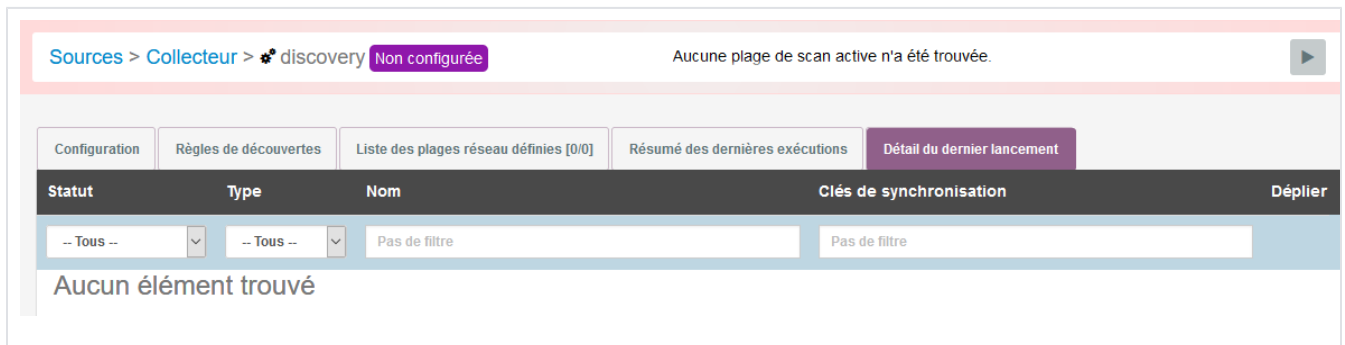 Sources > Collecteur > discovery Non configurée Aucune plage de scan active n'a été trouvée.
Configuration Règles de découvertes Liste des plages réseau définies [0/0] Résumé des dernières exécutions Détail du dernier lancement
Statut Type Nom Clés de synchronisation Déplier
-- Tous -- -- Tous -- Pas de filtre Pas de filtre
Aucun élément trouvé